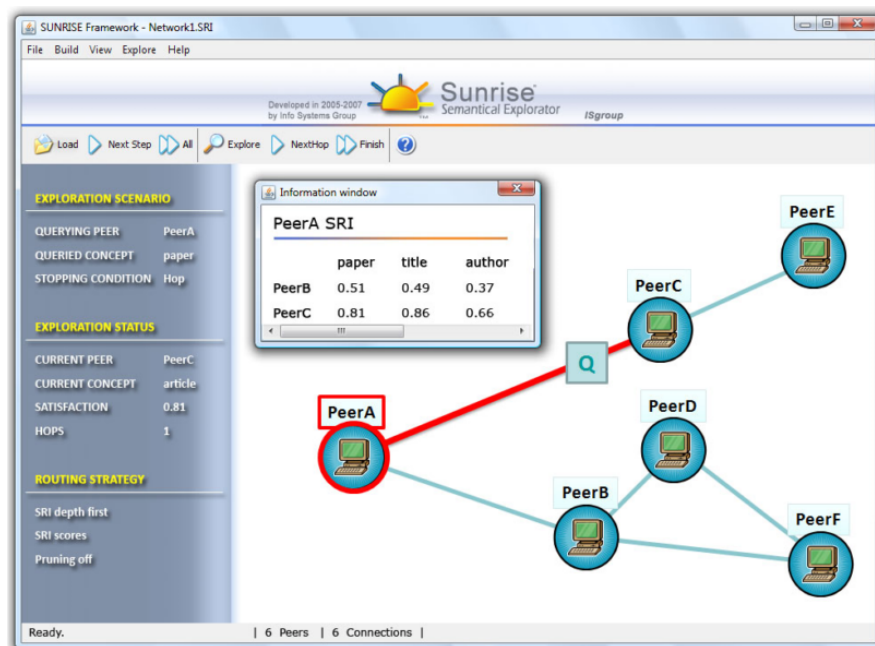 SUNRISE Framework - Network1.SRI
File Build View Explore Help
Developed in 2005-2007
by Info Systems Group
Sunrise
Semantical Explorator
ISgroup
Load Next Step All Explore NextHop Finish ?
EXPLORATION SCENARIO
QUERYING PEER PeerA
QUERIED CONCEPT paper
STOPPING CONDITION Hop
EXPLORATION STATUS
CURRENT PEER PeerC
CURRENT CONCEPT article
SATISFACTION 0.81
HOPS 1
ROUTING STRATEGY
SRI depth first
SRI scores
Pruning off
Information window
PeerA SRI
paper title author
PeerB 0.51 0.49 0.37
PeerC 0.81 0.86 0.66
PeerE
PeerC
Q
PeerA
PeerD
PeerB
PeerF
Ready. | 6 Peers | 6 Connections |